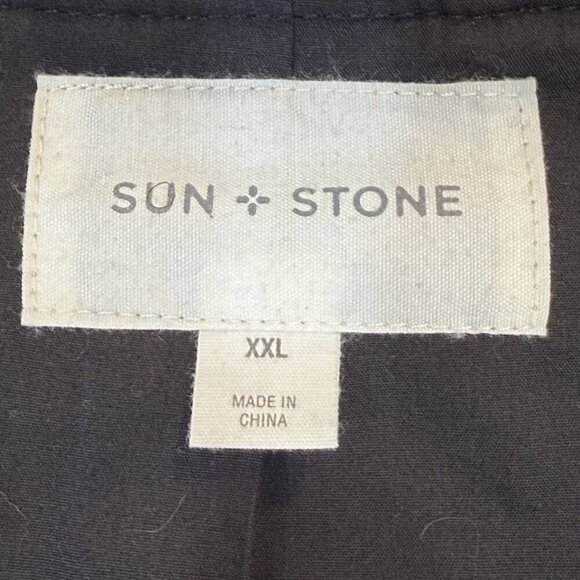 SUN + STONE
XXL
MADE IN
CHINA